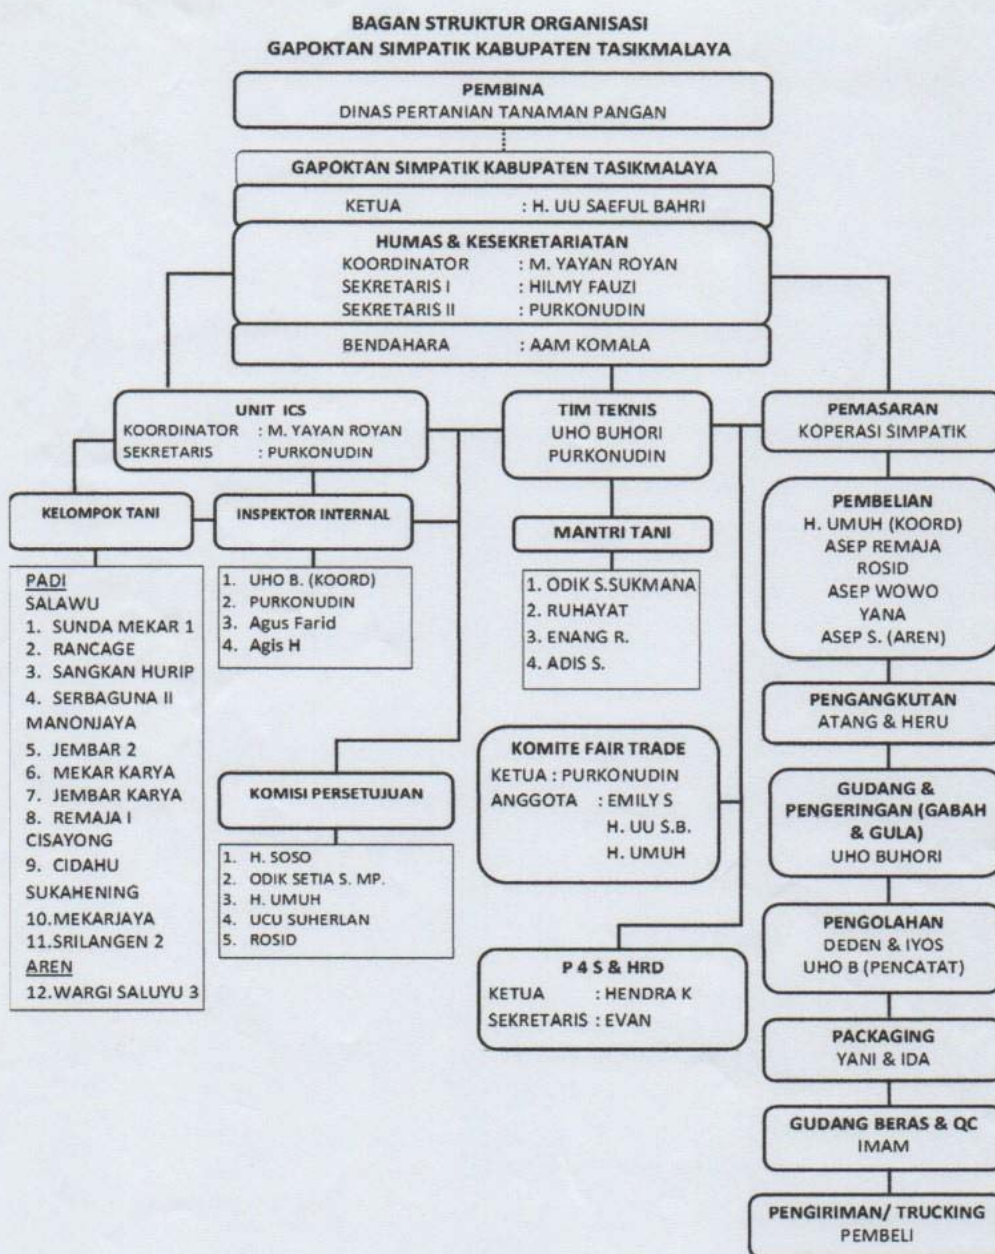 BAGAN STRUKTUR ORGANISASI
GAPOKTAN SIMPATIK KABUPATEN TASIKMALAYA
PEMBINA
DINAS PERTANIAN TANAMAN PANGAN
GAPOKTAN SIMPATIK KABUPATEN TASIKMALAYA
KETUA : H. UU SAEFUL BAHRI
HUMAS & KESEKRETARIATAN
KOORDINATOR : M. YAYAN ROYAN
SEKRETARIS I : HILMY FAUZI
SEKRETARIS II : PURKONUDIN
BENDAHARA : AAM KOMALA
UNIT ICS
KOORDINATOR : M. YAYAN ROYAN
SEKRETARIS : PURKONUDIN
KELOMPOK TANI
PADI
SALAWU
1. SUNDA MEKAR 1
2. RANCAGE
3. SANGKAN HURIP
4. SERBAGUNA II
MANONJAYA
5. JEMBAR 2
6. MEKAR KARYA
7. JEMBAR KARYA
8. REMAJA I
CISAYONG
9. CIDAHU
SUKAHENING
10.MEKARJAYA
11.SRILANGEN 2
AREN
12.WARGI SALUYU 3
INSPEKTOR INTERNAL
1. UHO B. (KOORD)
2. PURKONUDIN
3. Agus Farid
4. Agis H
KOMISI PERSETUJUAN
1. H. SOSO
2. ODIK SETIA S. MP.
3. H. UMUH
4. UCU SUHERLAN
5. ROSID
TIM TEKNIS
UHO BUHORI
PURKONUDIN
MANTRI TANI
1. ODIK S.SUKMANA
2. RUHAYAT
3. ENANG R.
4. ADIS S.
KOMITE FAIR TRADE
KETUA : PURKONUDIN
ANGGOTA : EMILY S
H. UU S.B.
H. UMUH
P 4 S & HRD
KETUA : HENDRA K
SEKRETARIS : EVAN
PEMASARAN
KOPERASI SIMPATIK
PEMBELIAN
H. UMUH (KOORD)
ASEP REMAJA
ROSID
ASEP WOWO
YANA
ASEP S. (AREN)
PENGANGKUTAN
ATANG & HERU
GUDANG &
PENGERINGAN (GABAH
& GULA)
UHO BUHORI
PENGOLAHAN
DEDEN & IYOS
UHO B (PENCATAT)
PACKAGING
YANI & IDA
GUDANG BERAS & QC
IMAM
PENGIRIMAN/ TRUCKING
PEMBELI